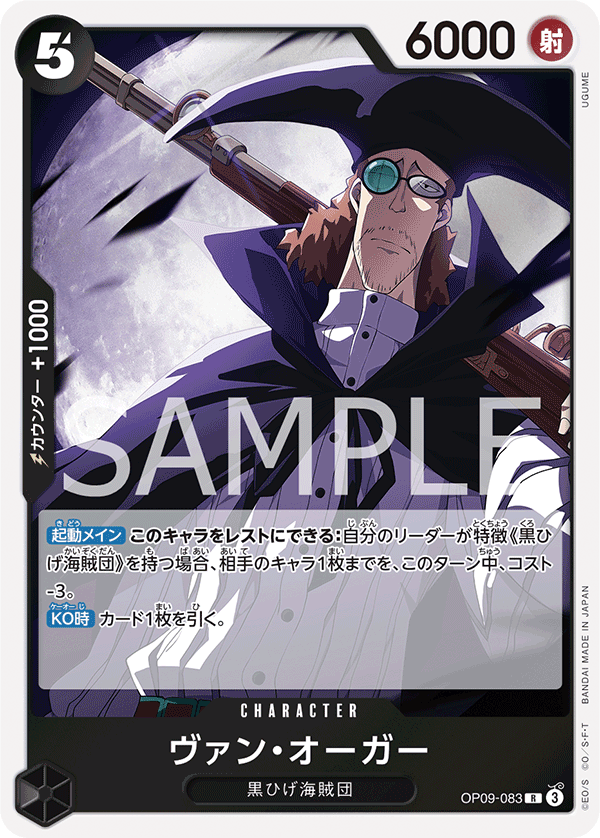 5
6000 射
UGUME
カウンター +1000
SAMPLE
起動メイン このキャラをレストにできる:自分のリーダーが特徴《黒ひ
げ海賊団》を持つ場合、相手のキャラ1枚までを、このターン中、コスト
-3。
KO時 カード1枚を引く。
CHARACTER
ヴァン・オーガー
黒ひげ海賊団
OP09-083 R 3
©E.O/S ©O/S・F・T BANDAI MADE IN JAPAN